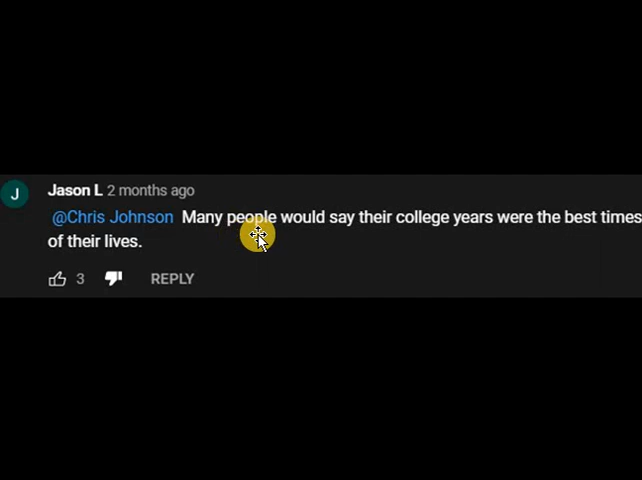 J
Jason L 2 months ago
@Chris Johnson Many people would say their college years were the best times
of their lives.
3 REPLY